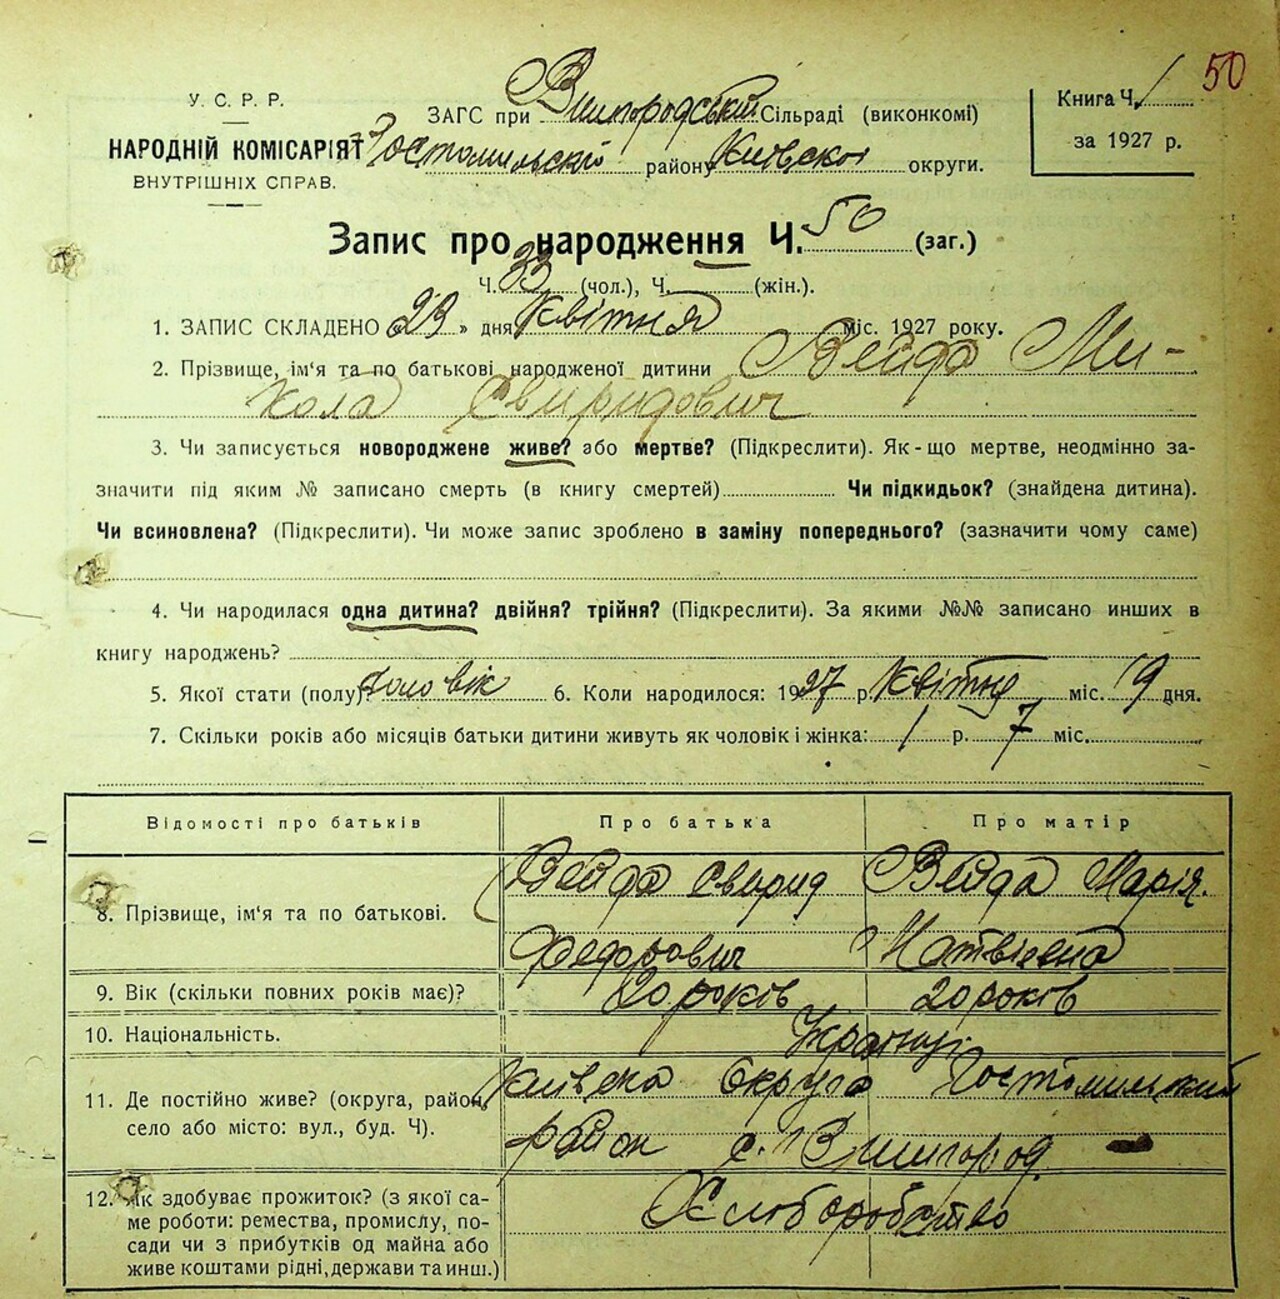 50
У. С. Р. Р.
НАРОДНІЙ КОМІСАРІЯТ
ВНУТРІШНІХ СПРАВ.
ЗАГС при Вишгородській Сільраді (виконкомі)
Гостомильскій району Київскої округи.
Книга Ч. 1
за 1927 р.
Запис про народження Ч. 50 (заг.)
Ч. 33 (чол.), Ч. (жін.).
1. ЗАПИС СКЛАДЕНО « 29 » дня Квітня міс. 1927 року.
2. Прізвище, ім‘я та по батькові народженої дитини Вейда Ми-
кола Свиридович
3. Чи записується новороджене живе? або мертве? (Підкреслити). Як-що мертве, неодмінно за-
значити під яким № записано смерть (в книгу смертей) Чи підкидьок? (знайдена дитина).
Чи всиновлена? (Підкреслити). Чи може запис зроблено в заміну попереднього? (зазначити чому саме)
4. Чи народилася одна дитина? двійня? трійня? (Підкреслити). За якими №№ записано инших в
книгу народжень?
5. Якої стати (полу)? чоловік 6. Коли народилося: 1927 р. Квітня міс. 19 дня.
7. Скільки років або місяців батьки дитини живуть як чоловік і жінка: 1 р. 7 міс.
Відомості про батьків Про батька Про матір
8. Прізвище, ім‘я та по батькові. Вейда Свирид Вейда Марія.
Федорович Матвієвна
9. Вік (скільки повних років має)? 20 років 20 років
10. Національність. Українці
11. Де постійно живе? (округа, район, Київска округа Гостомильский
село або місто: вул., буд. Ч). район с. Вишгород
12. Як здобуває прожиток? (з якої са- Хлоборобство
ме роботи: ремества, промислу, по-
сади чи з прибутків од майна або
живе коштами рідні, держави та инш.)